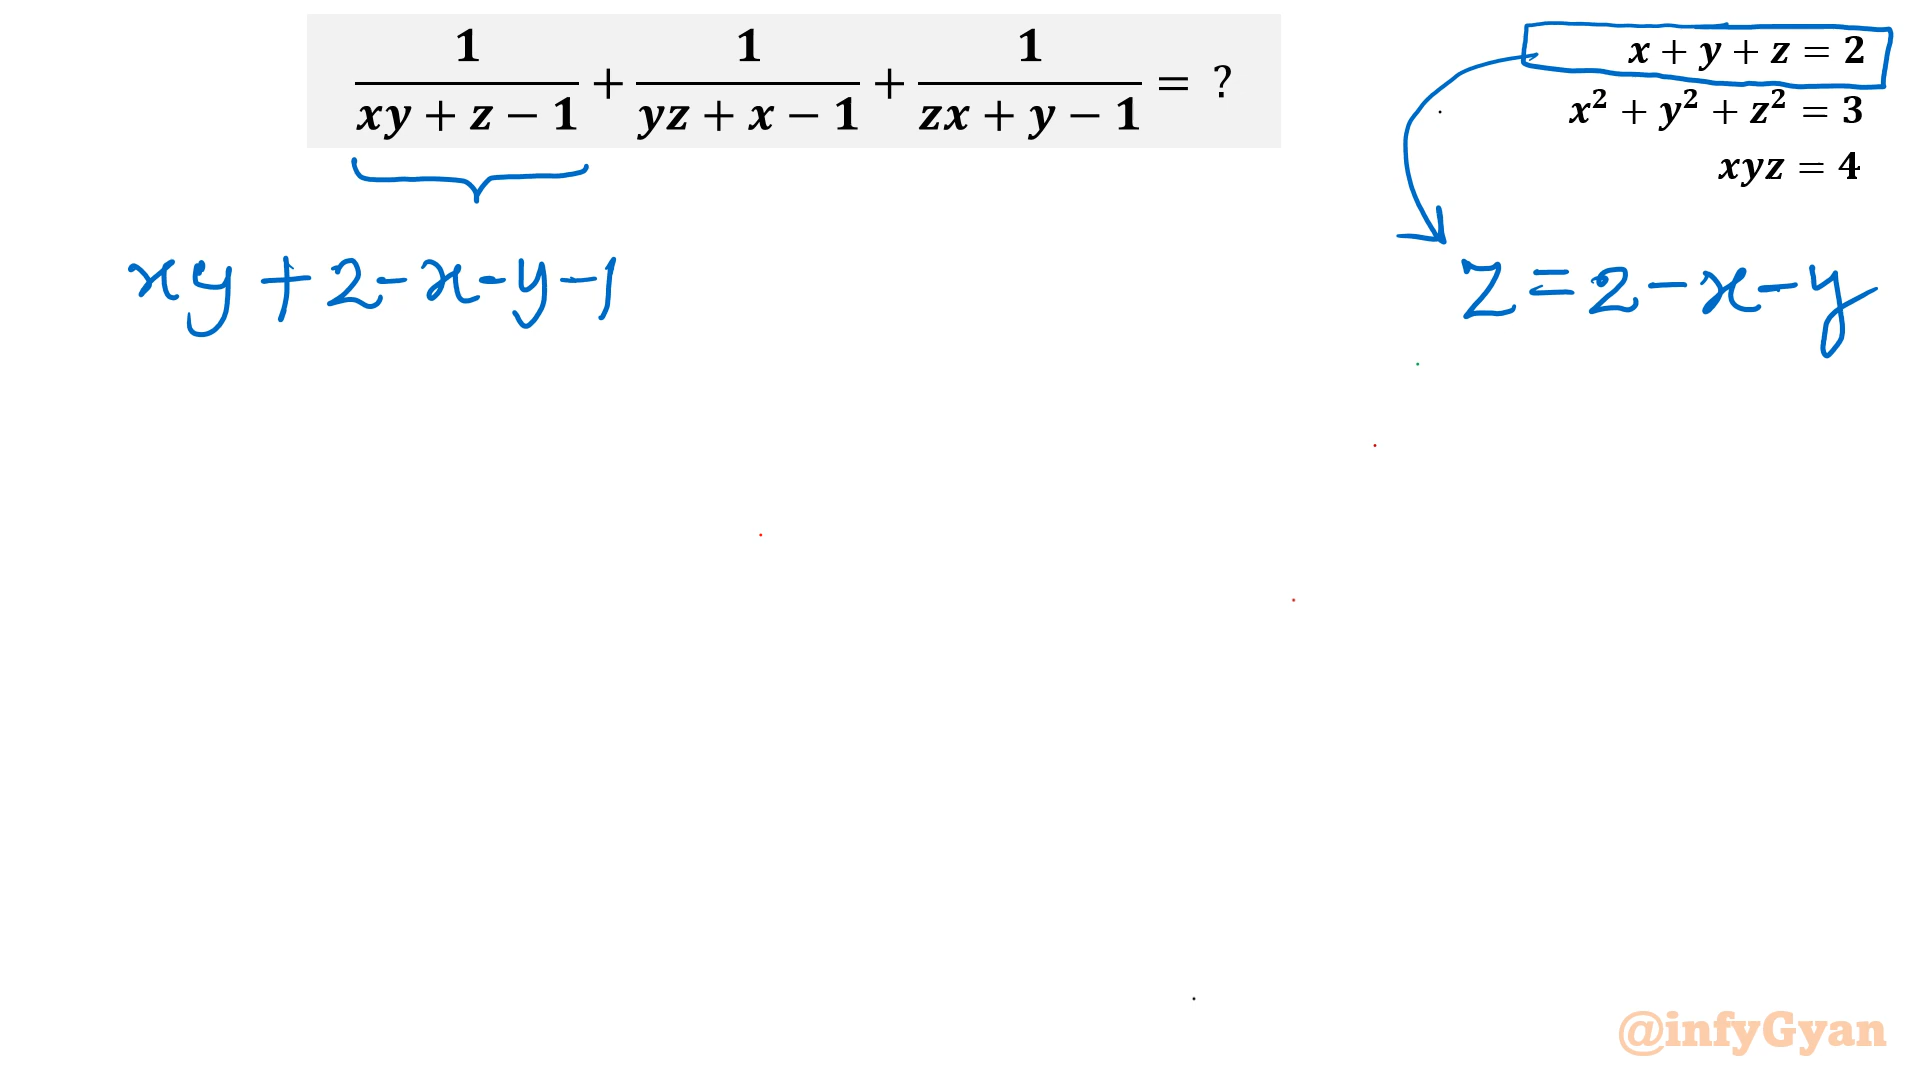 1/(xy + z − 1) + 1/(yz + x − 1) + 1/(zx + y − 1) = ?
x + y + z = 2
x² + y² + z² = 3
xyz = 4
xy + 2 - x - y - 1
z = 2 - x - y
@infyGyan